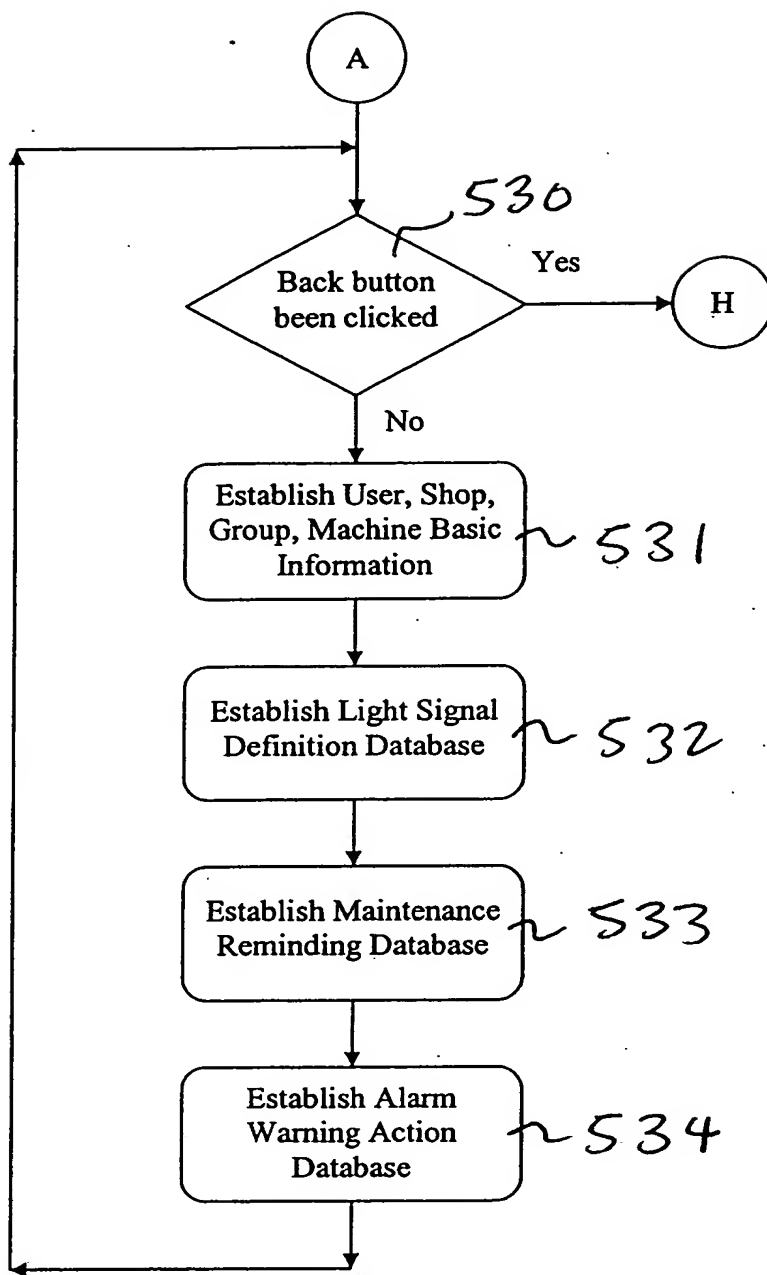 A
530
Back button
been clicked
Yes
H
No
Establish User, Shop,
Group, Machine Basic
Information
531
Establish Light Signal
Definition Database
532
Establish Maintenance
Reminding Database
533
Establish Alarm
Warning Action
Database
534